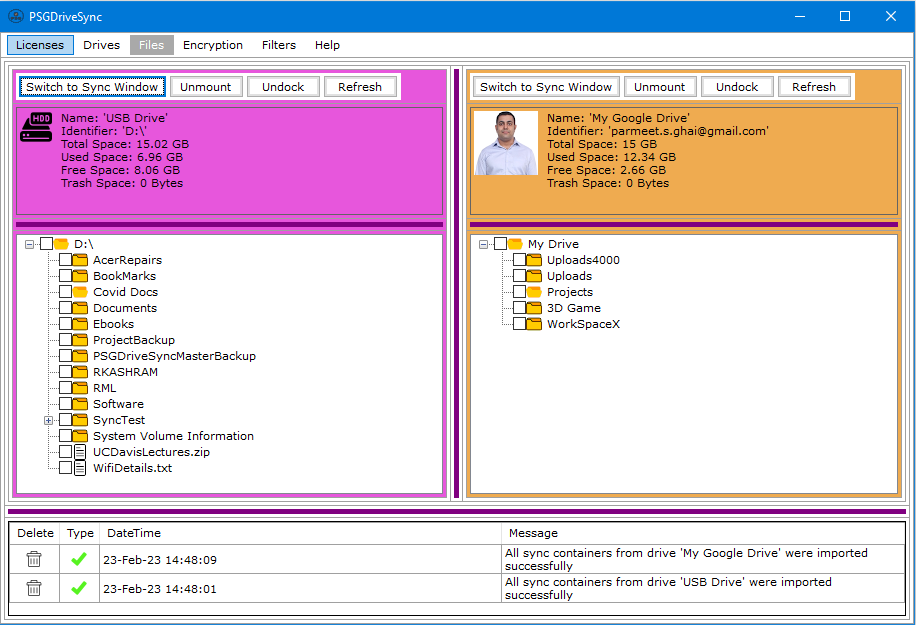 PSGDriveSync
Licenses Drives Files Encryption Filters Help
Switch to Sync Window Unmount Undock Refresh
HDD
Name: 'USB Drive'
Identifier: 'D:\'
Total Space: 15.02 GB
Used Space: 6.96 GB
Free Space: 8.06 GB
Trash Space: 0 Bytes
D:\
AcerRepairs
BookMarks
Covid Docs
Documents
Ebooks
ProjectBackup
PSGDriveSyncMasterBackup
RKASHRAM
RML
Software
SyncTest
System Volume Information
UCDavisLectures.zip
WifiDetails.txt
Switch to Sync Window Unmount Undock Refresh
Name: 'My Google Drive'
Identifier: 'parmeet.s.ghai@gmail.com'
Total Space: 15 GB
Used Space: 12.34 GB
Free Space: 2.66 GB
Trash Space: 0 Bytes
My Drive
Uploads4000
Uploads
Projects
3D Game
WorkSpaceX
Delete Type DateTime Message
23-Feb-23 14:48:09 All sync containers from drive 'My Google Drive' were imported
successfully
23-Feb-23 14:48:01 All sync containers from drive 'USB Drive' were imported
successfully